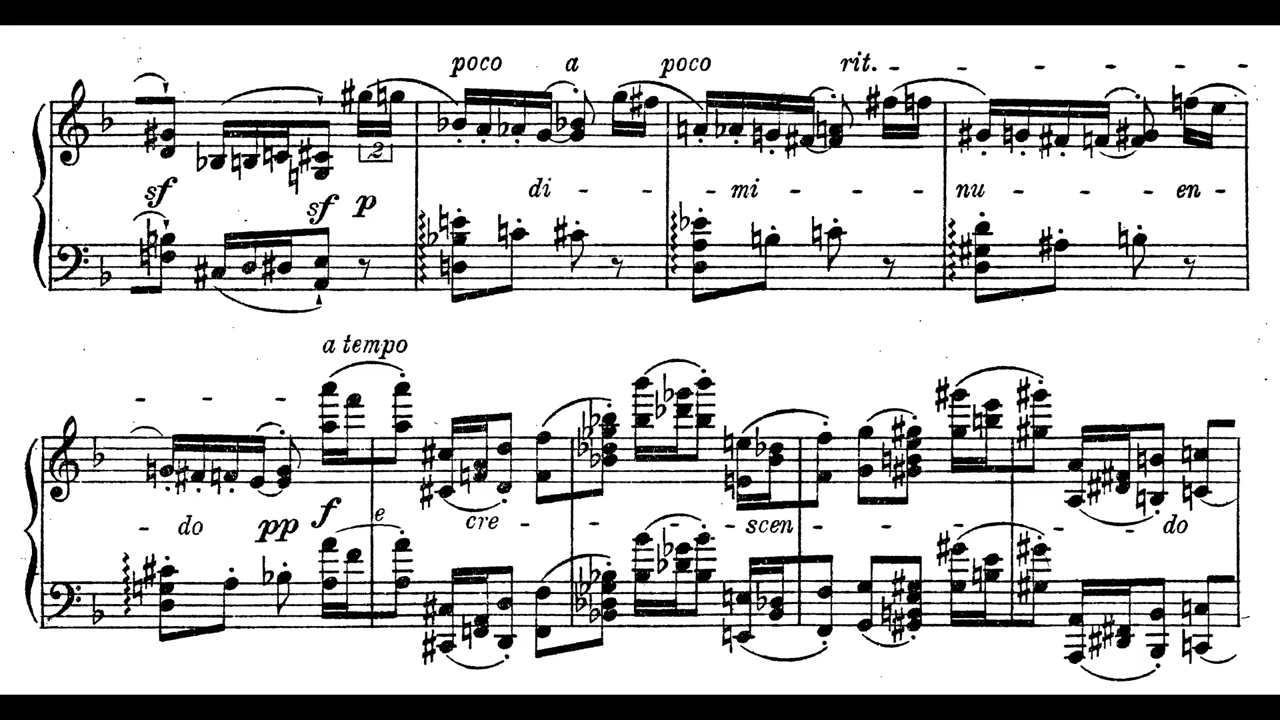 poco a poco rit. - - - - - -
sf sf p di - - - mi - - - nu - - - en -
2
- - - a tempo
- do pp f e cre - - - - - scen - - - - - do